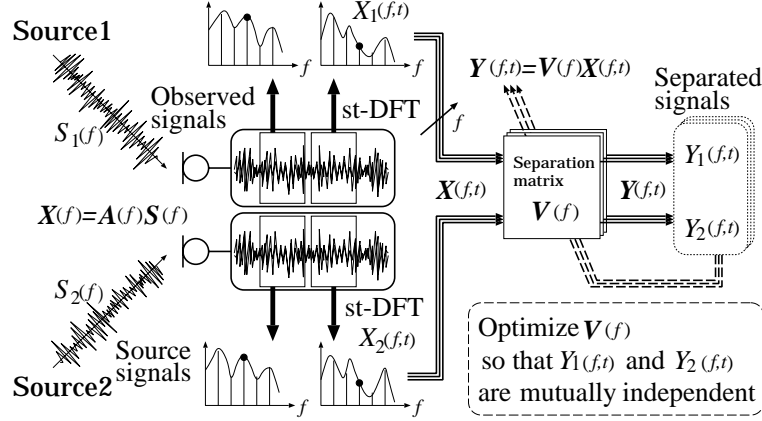 Source1
S1(f)
Observed
signals
f
X1(f,t)
f
st-DFT
f
X(f)=A(f)S(f)
S2(f)
Source2
Source
signals
st-DFT
X2(f,t)
f
f
X(f,t)
Y(f,t)=V(f)X(f,t)
Separation
matrix
V(f)
Y(f,t)
Separated
signals
Y1(f,t)
Y2(f,t)
Optimize V(f)
so that Y1(f,t) and Y2(f,t)
are mutually independent